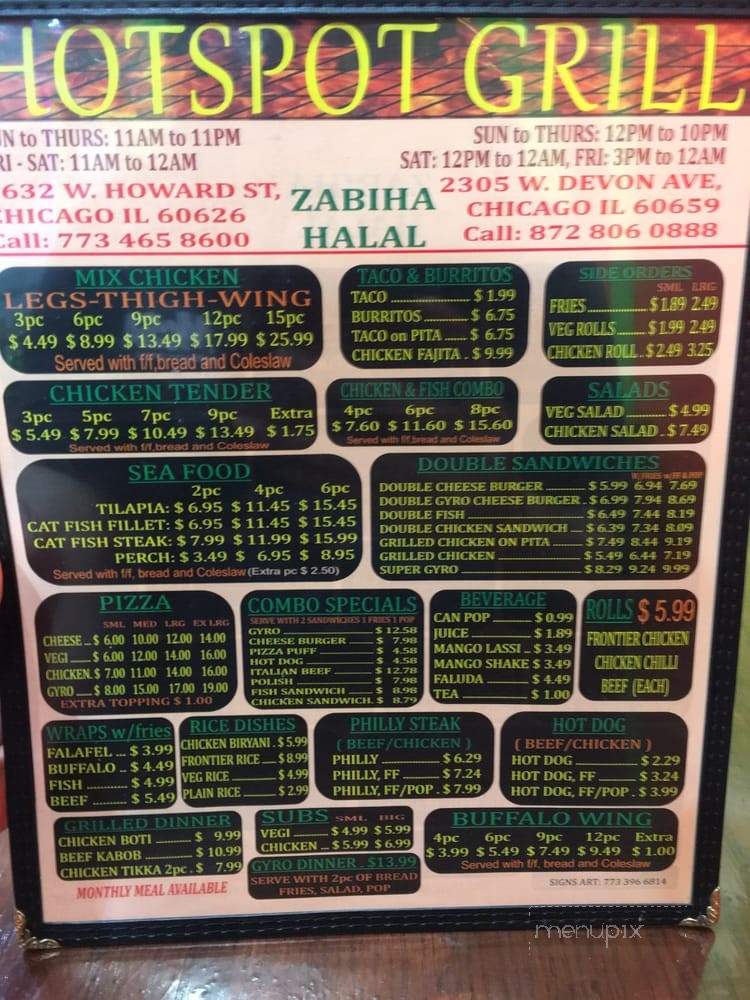 HOTSPOT GRILL
UN to THURS: 11AM to 11PM
RI - SAT: 11AM to 12AM
632 W. HOWARD ST,
CHICAGO IL 60626
Call: 773 465 8600
ZABIHA
HALAL
SUN to THURS: 12PM to 10PM
SAT: 12PM to 12AM, FRI: 3PM to 12AM
2305 W. DEVON AVE,
CHICAGO IL 60659
Call: 872 806 0888
MIX CHICKEN
LEGS-THIGH-WING
3pc 6pc 9pc 12pc 15pc
$ 4.49 $ 8.99 $ 13.49 $ 17.99 $ 25.99
Served with f/f,bread and Coleslaw
TACO & BURRITOS
TACO $ 1.99
BURRITOS $ 6.75
TACO on PITA $ 6.75
CHICKEN FAJITA . $ 9.99
SIDE ORDERS
SML LRG
FRIES $ 1.89 2.49
VEG ROLLS $ 1.99 2.49
CHICKEN ROLL . $ 2.49 3.25
CHICKEN TENDER
3pc 5pc 7pc 9pc Extra
$ 5.49 $ 7.99 $ 10.49 $ 13.49 $ 1.75
Served with f/f,bread and Coleslaw
CHICKEN & FISH COMBO
4pc 6pc 8pc
$ 7.60 $ 11.60 $ 15.60
Served with f/f,bread and Coleslaw
SALADS
VEG SALAD $ 4.99
CHICKEN SALAD . $ 7.49
SEA FOOD
2pc 4pc 6pc
TILAPIA: $ 6.95 $ 11.45 $ 15.45
CAT FISH FILLET: $ 6.95 $ 11.45 $ 15.45
CAT FISH STEAK: $ 7.99 $ 11.99 $ 15.99
PERCH: $ 3.49 $ 6.95 $ 8.95
Served with f/f, bread and Coleslaw (Extra pc $ 2.50)
DOUBLE SANDWICHES
W/FRIES w/FF & POP
DOUBLE CHEESE BURGER $ 5.99 6.94 7.69
DOUBLE GYRO CHEESE BURGER . $ 6.99 7.94 8.69
DOUBLE FISH $ 6.49 7.44 8.19
DOUBLE CHICKEN SANDWICH $ 6.39 7.34 8.09
GRILLED CHICKEN ON PITA $ 7.49 8.44 9.19
GRILLED CHICKEN $ 5.49 6.44 7.19
SUPER GYRO $ 8.29 9.24 9.99
PIZZA
SML MED LRG EX LRG
CHEESE $ 6.00 10.00 12.00 14.00
VEGI $ 6.00 12.00 14.00 16.00
CHICKEN. $ 7.00 11.00 14.00 16.00
GYRO $ 8.00 15.00 17.00 19.00
EXTRA TOPPING $ 1.00
COMBO SPECIALS
SERVE WITH 2 SANDWICHES 1 FRIES 1 POP
GYRO $ 12.58
CHEESE BURGER $ 7.98
PIZZA PUFF $ 4.58
HOT DOG $ 4.58
ITALIAN BEEF $ 12.78
POLISH $ 7.98
FISH SANDWICH $ 8.98
CHICKEN SANDWICH. $ 8.79
BEVERAGE
CAN POP $ 0.99
JUICE $ 1.89
MANGO LASSI .. $ 3.49
MANGO SHAKE $ 3.49
FALUDA $ 4.49
TEA $ 1.00
ROLLS $ 5.99
FRONTIER CHICKEN
CHICKEN CHILLI
BEEF (EACH)
WRAPS w/fries
FALAFEL ... $ 3.99
BUFFALO .. $ 4.49
FISH $ 4.99
BEEF $ 5.49
RICE DISHES
CHICKEN BIRYANI . $ 5.99
FRONTIER RICE $ 8.99
VEG RICE $ 4.99
PLAIN RICE $ 2.99
PHILLY STEAK
( BEEF/CHICKEN )
PHILLY $ 6.29
PHILLY, FF $ 7.24
PHILLY, FF/POP . $ 7.99
HOT DOG
( BEEF/CHICKEN )
HOT DOG $ 2.29
HOT DOG, FF $ 3.24
HOT DOG, FF/POP . $ 3.99
GRILLED DINNER
CHICKEN BOTI $ 9.99
BEEF KABOB $ 10.99
CHICKEN TIKKA 2pc . $ 7.99
MONTHLY MEAL AVAILABLE
SUBS SML BIG
VEGI $ 4.99 $ 5.99
CHICKEN ... $ 5.99 $ 6.99
GYRO DINNER . $13.99
SERVE WITH 2pc OF BREAD
FRIES, SALAD, POP
BUFFALO WING
4pc 6pc 9pc 12pc Extra
$ 3.99 $ 5.49 $ 7.49 $ 9.49 $ 1.00
Served with f/f, bread and Coleslaw
SIGNS ART: 773 396 6814
menupix